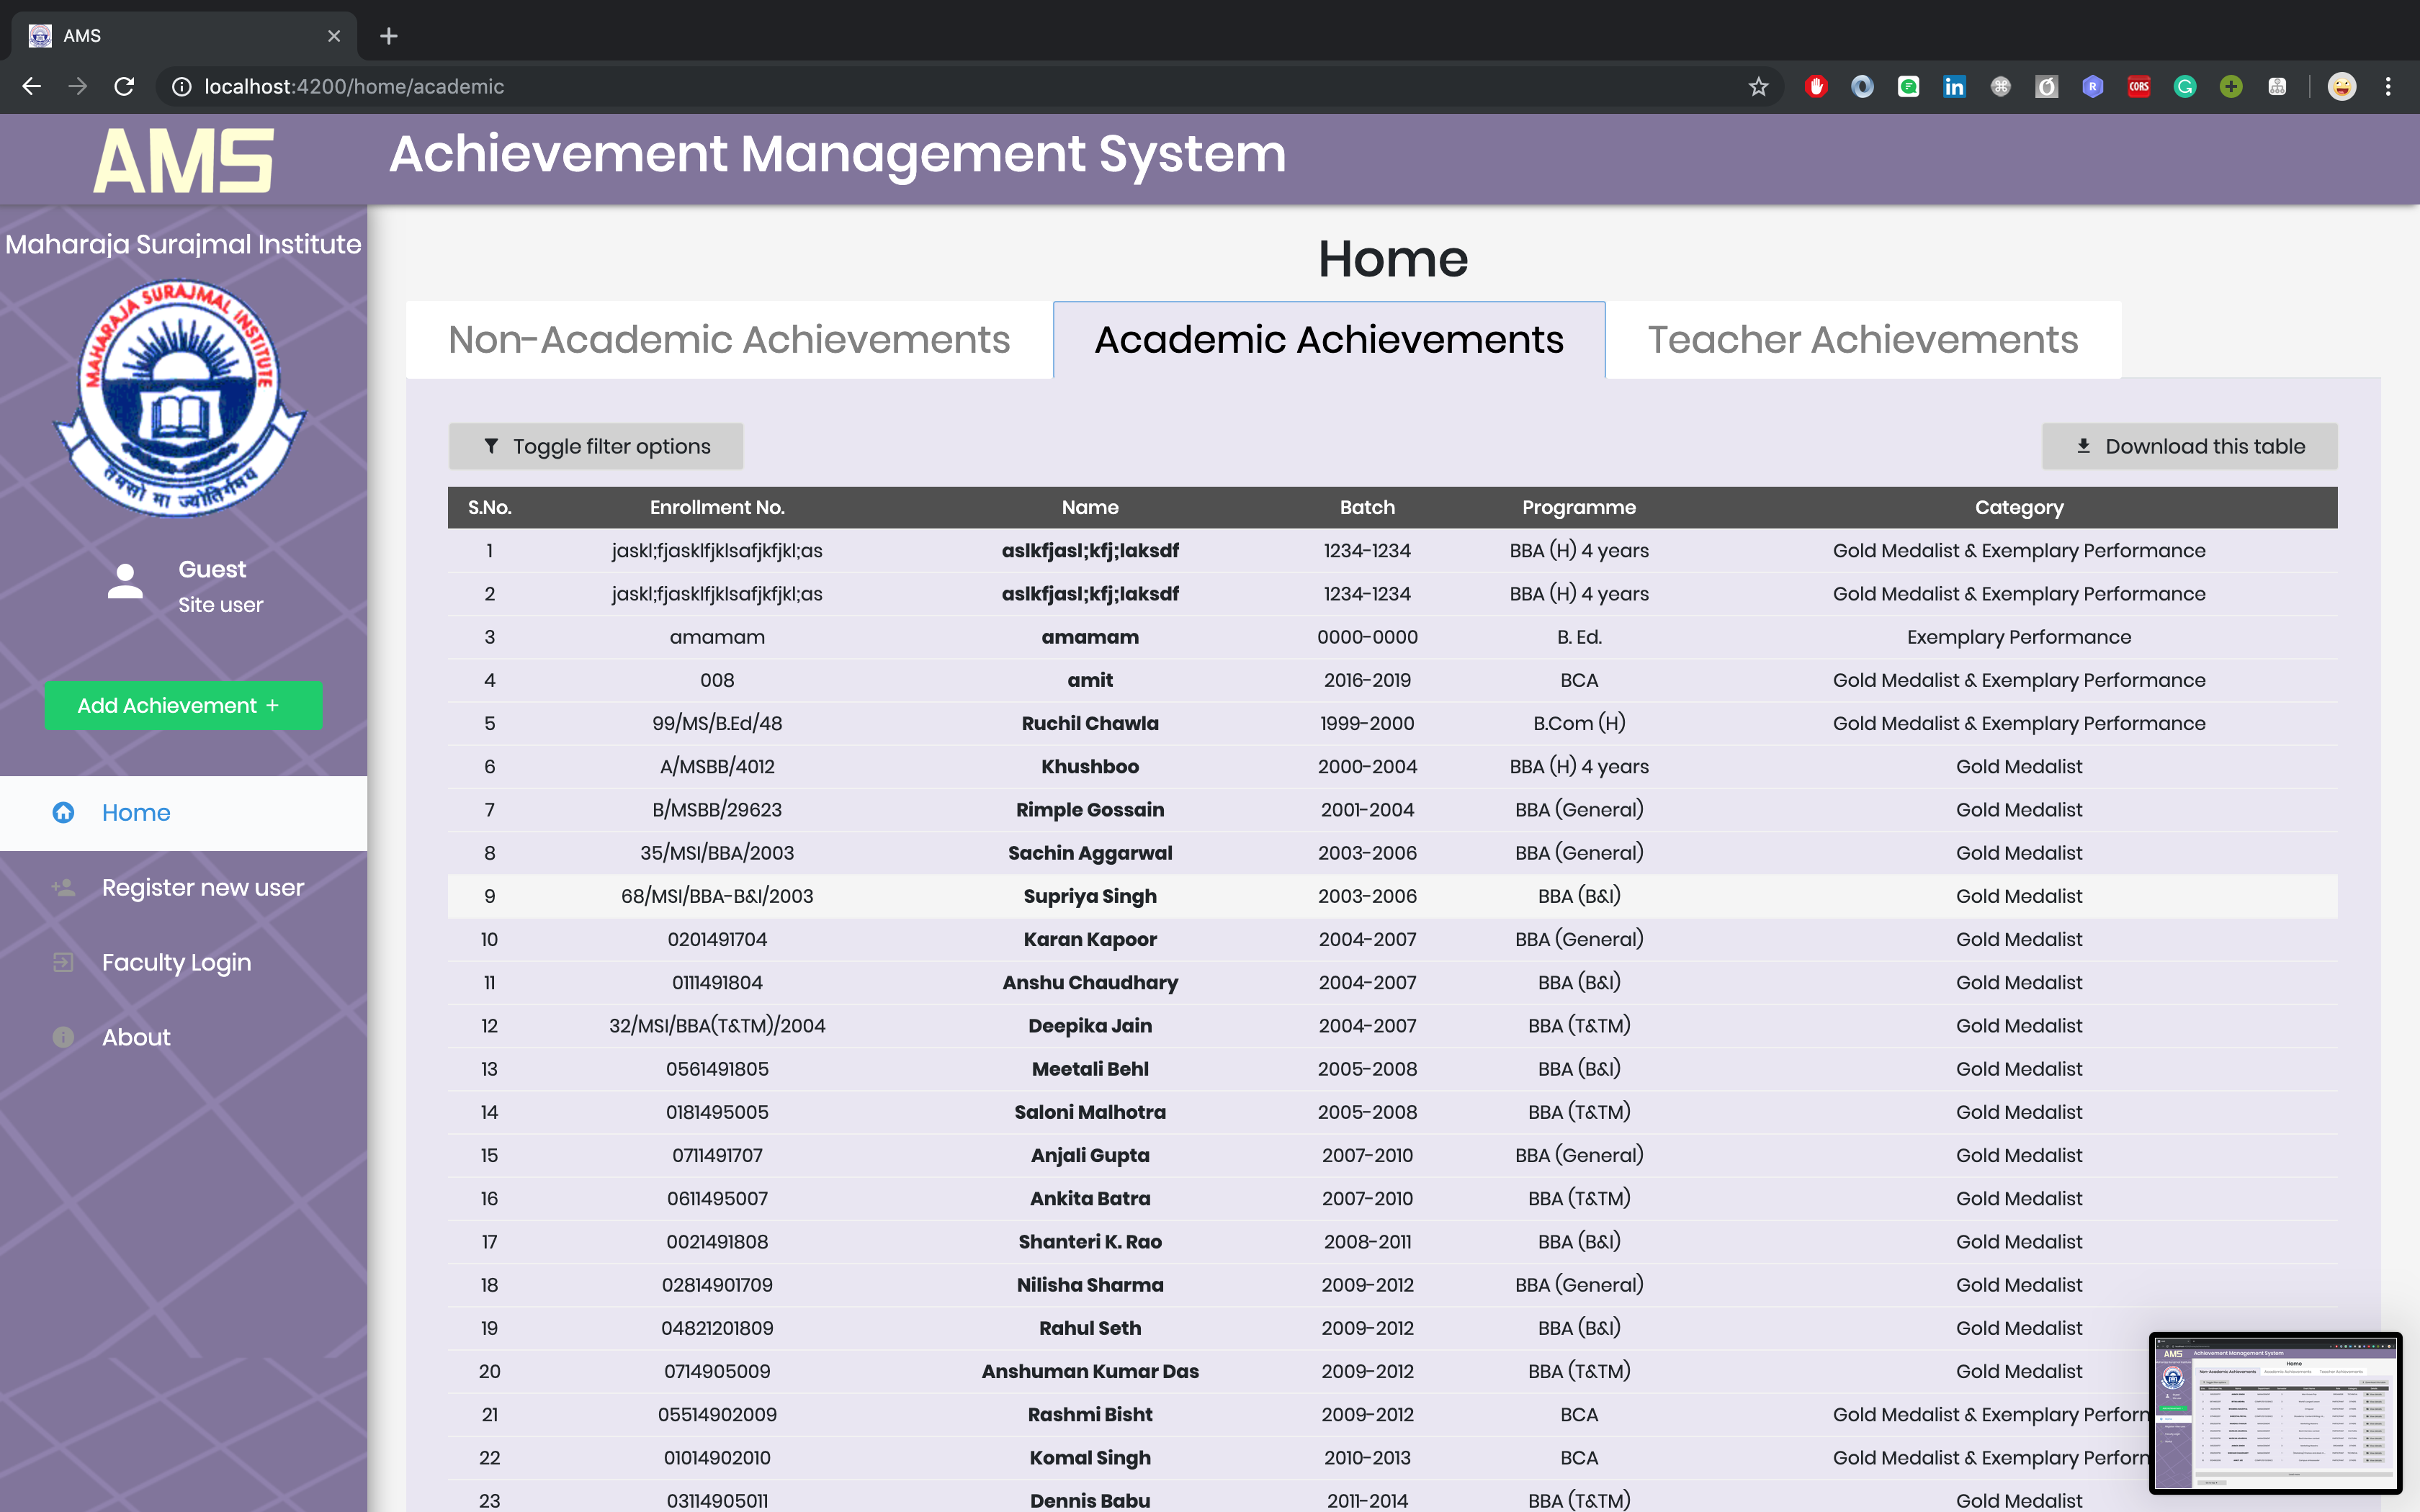 AMS
localhost:4200/home/academic
AMS
Achievement Management System
Maharaja Surajmal Institute
MAHARAJA SURAJMAL INSTITUTE
तमसो मा ज्योतिर्गमय
Guest
Site user
Add Achievement +
Home
Register new user
Faculty Login
About
Home
Non-Academic Achievements Academic Achievements Teacher Achievements
Toggle filter options Download this table
S.No. Enrollment No. Name Batch Programme Category
1 jaskl;fjasklfjklsafjkfjkl;as aslkfjasl;kfj;laksdf 1234-1234 BBA (H) 4 years Gold Medalist & Exemplary Performance
2 jaskl;fjasklfjklsafjkfjkl;as aslkfjasl;kfj;laksdf 1234-1234 BBA (H) 4 years Gold Medalist & Exemplary Performance
3 amamam amamam 0000-0000 B. Ed. Exemplary Performance
4 008 amit 2016-2019 BCA Gold Medalist & Exemplary Performance
5 99/MS/B.Ed/48 Ruchil Chawla 1999-2000 B.Com (H) Gold Medalist & Exemplary Performance
6 A/MSBB/4012 Khushboo 2000-2004 BBA (H) 4 years Gold Medalist
7 B/MSBB/29623 Rimple Gossain 2001-2004 BBA (General) Gold Medalist
8 35/MSI/BBA/2003 Sachin Aggarwal 2003-2006 BBA (General) Gold Medalist
9 68/MSI/BBA-B&I/2003 Supriya Singh 2003-2006 BBA (B&I) Gold Medalist
10 0201491704 Karan Kapoor 2004-2007 BBA (General) Gold Medalist
11 0111491804 Anshu Chaudhary 2004-2007 BBA (B&I) Gold Medalist
12 32/MSI/BBA(T&TM)/2004 Deepika Jain 2004-2007 BBA (T&TM) Gold Medalist
13 0561491805 Meetali Behl 2005-2008 BBA (B&I) Gold Medalist
14 0181495005 Saloni Malhotra 2005-2008 BBA (T&TM) Gold Medalist
15 0711491707 Anjali Gupta 2007-2010 BBA (General) Gold Medalist
16 0611495007 Ankita Batra 2007-2010 BBA (T&TM) Gold Medalist
17 0021491808 Shanteri K. Rao 2008-2011 BBA (B&I) Gold Medalist
18 02814901709 Nilisha Sharma 2009-2012 BBA (General) Gold Medalist
19 04821201809 Rahul Seth 2009-2012 BBA (B&I) Gold Medalist
20 0714905009 Anshuman Kumar Das 2009-2012 BBA (T&TM) Gold Medalist
21 05514902009 Rashmi Bisht 2009-2012 BCA Gold Medalist & Exemplary Perforn
22 01014902010 Komal Singh 2010-2013 BCA Gold Medalist & Exemplary Perforn
23 03114905011 Dennis Babu 2011-2014 BBA (T&TM) Gold Medalist
AMS Achievement Management System
Home